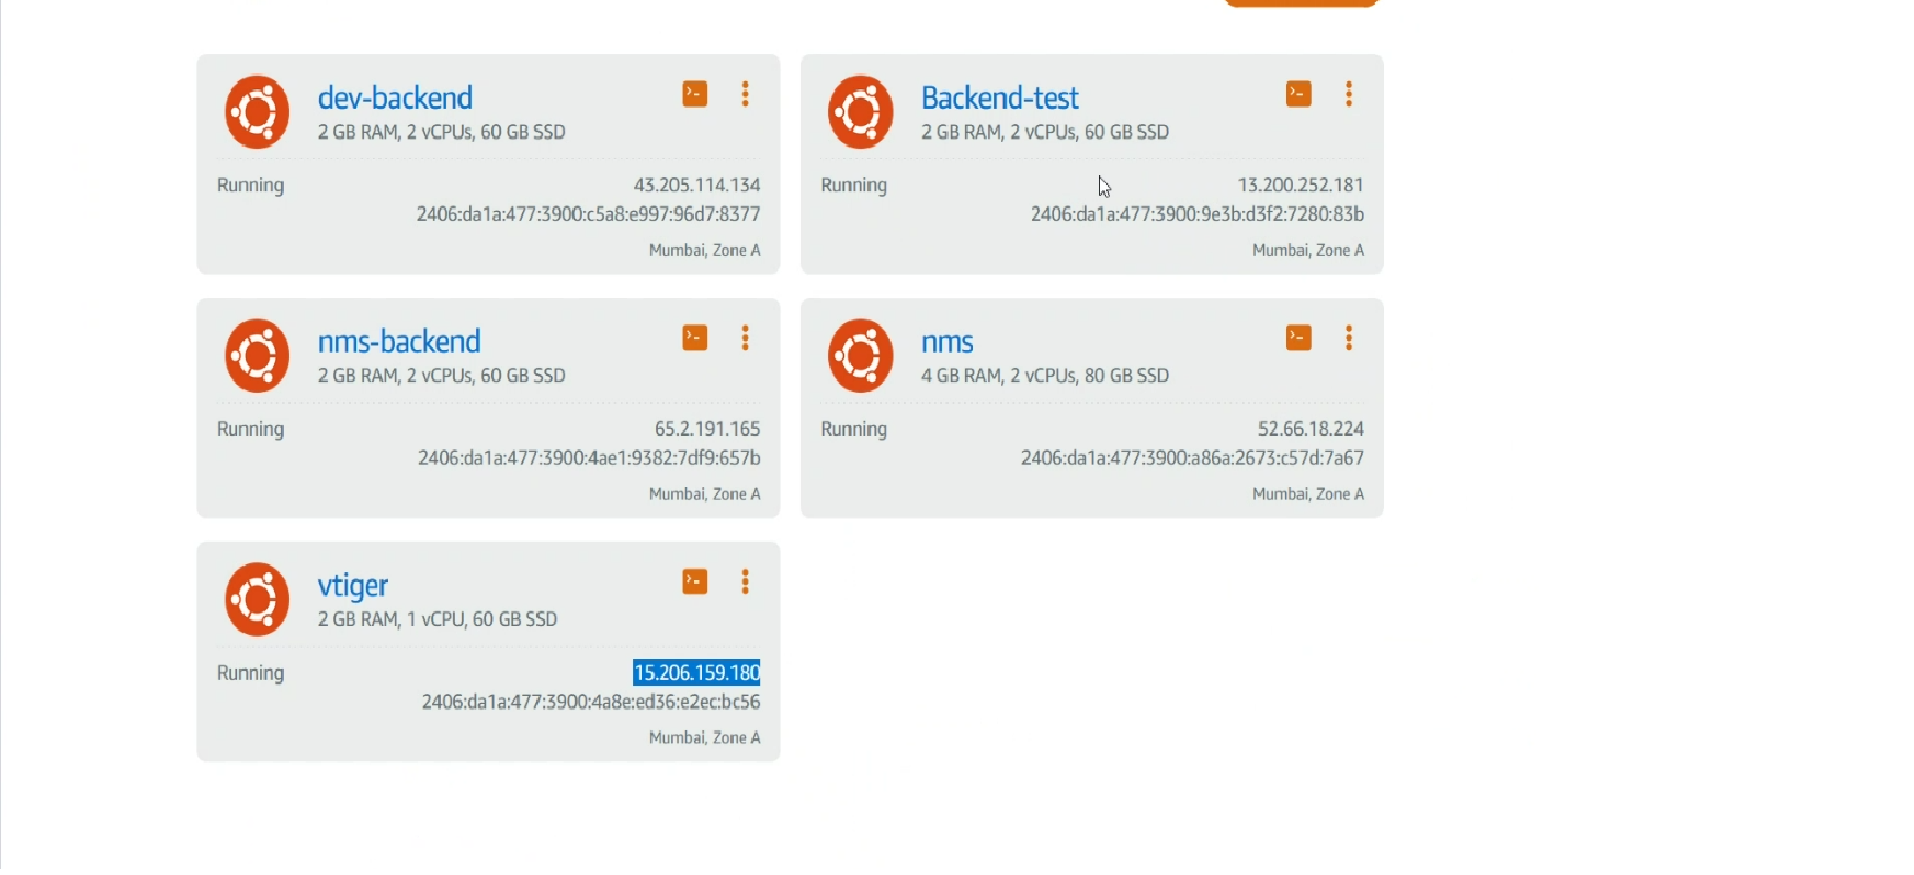 dev-backend
2 GB RAM, 2 vCPUs, 60 GB SSD
Running
43.205.114.134
2406:da1a:477:3900:c5a8:e997:96d7:8377
Mumbai, Zone A
Backend-test
2 GB RAM, 2 vCPUs, 60 GB SSD
Running
13.200.252.181
2406:da1a:477:3900:9e3b:d3f2:7280:83b
Mumbai, Zone A
nms-backend
2 GB RAM, 2 vCPUs, 60 GB SSD
Running
65.2.191.165
2406:da1a:477:3900:4ae1:9382:7df9:657b
Mumbai, Zone A
nms
4 GB RAM, 2 vCPUs, 80 GB SSD
Running
52.66.18.224
2406:da1a:477:3900:a86a:2673:c57d:7a67
Mumbai, Zone A
vtiger
2 GB RAM, 1 vCPU, 60 GB SSD
Running
15.206.159.180
2406:da1a:477:3900:4a8e:ed36:e2ec:bc56
Mumbai, Zone A